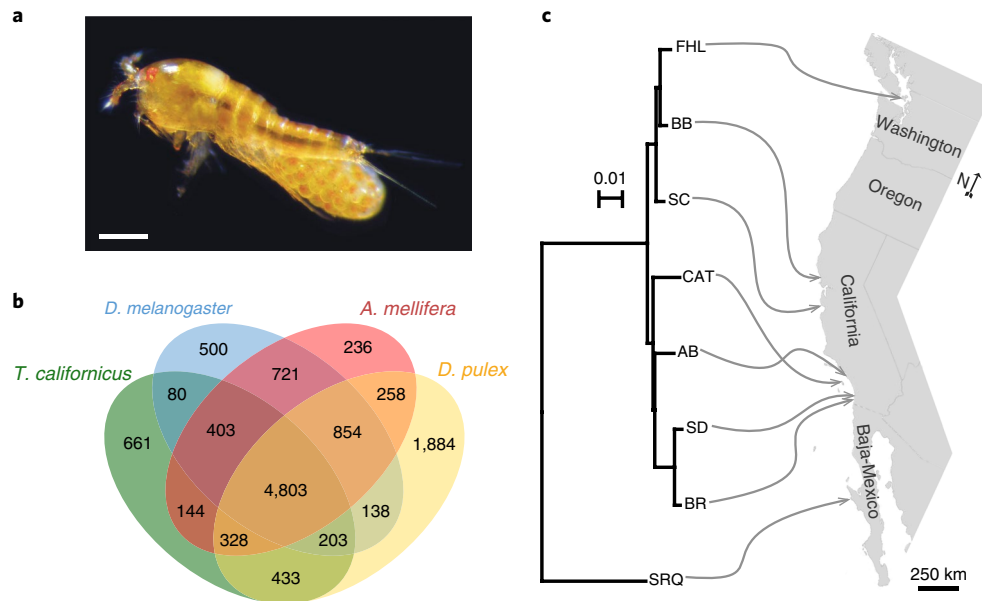 a
b
D. melanogaster
A. mellifera
T. californicus
D. pulex
500
236
80
721
258
661
403
854
1,884
4,803
144
138
328
203
433
c
0.01
FHL
BB
SC
CAT
AB
SD
BR
SRQ
Washington
Oregon
California
Baja-Mexico
N
250 km